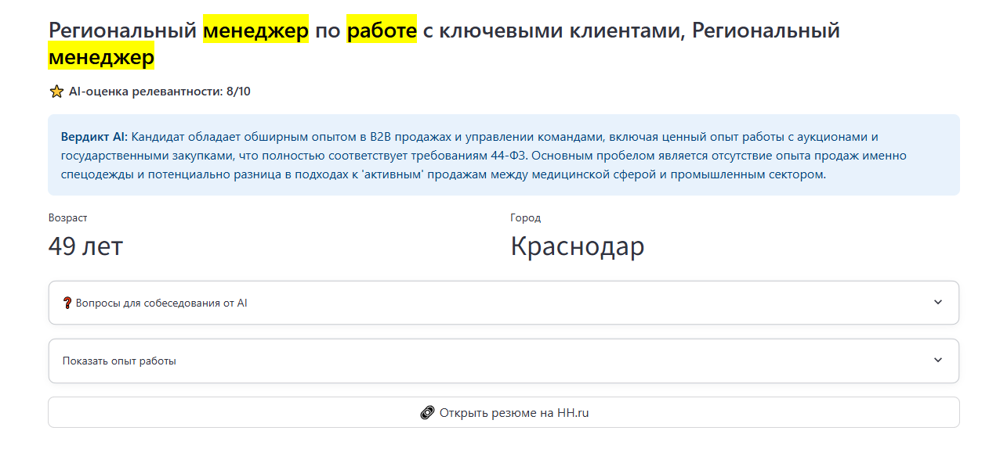 Региональный менеджер по работе с ключевыми клиентами, Региональный
менеджер
AI-оценка релевантности: 8/10
Вердикт AI: Кандидат обладает обширным опытом в B2B продажах и управлении командами, включая ценный опыт работы с аукционами и
государственными закупками, что полностью соответствует требованиям 44-ФЗ. Основным пробелом является отсутствие опыта продаж именно
спецодежды и потенциально разница в подходах к 'активным' продажам между медицинской сферой и промышленным сектором.
Возраст
Город
49 лет
Краснодар
Вопросы для собеседования от AI
Показать опыт работы
Открыть резюме на HH.ru